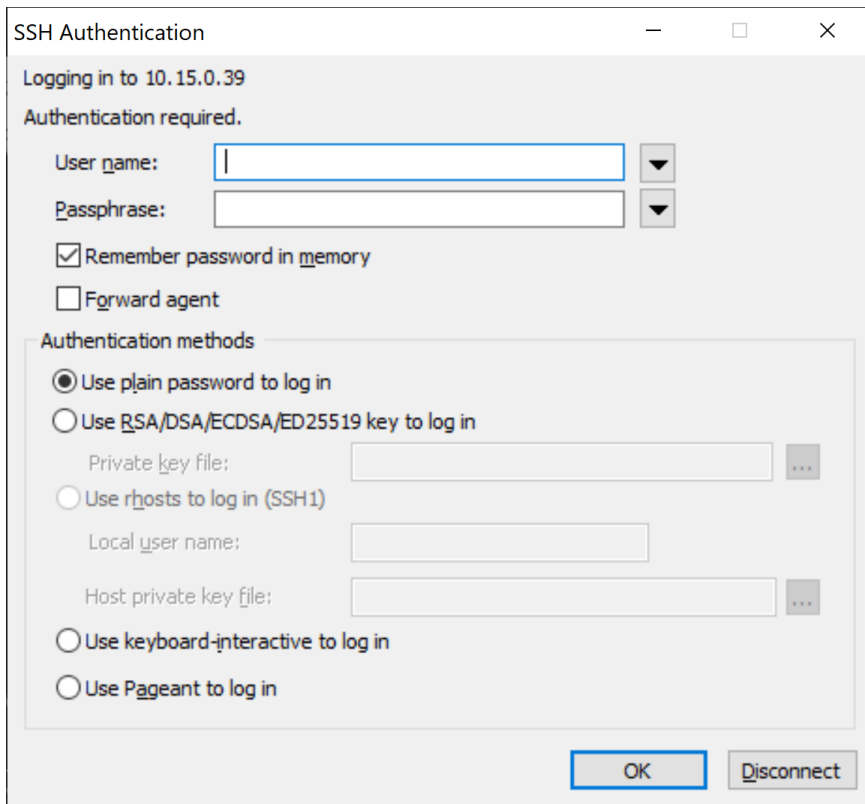 SSH Authentication
Logging in to 10.15.0.39
Authentication required.
User name:
Passphrase:
Remember password in memory
Forward agent
Authentication methods
Use plain password to log in
Use RSA/DSA/ECDSA/ED25519 key to log in
Private key file:
...
Use rhosts to log in (SSH1)
Local user name:
Host private key file:
...
Use keyboard-interactive to log in
Use Pageant to log in
OK Disconnect